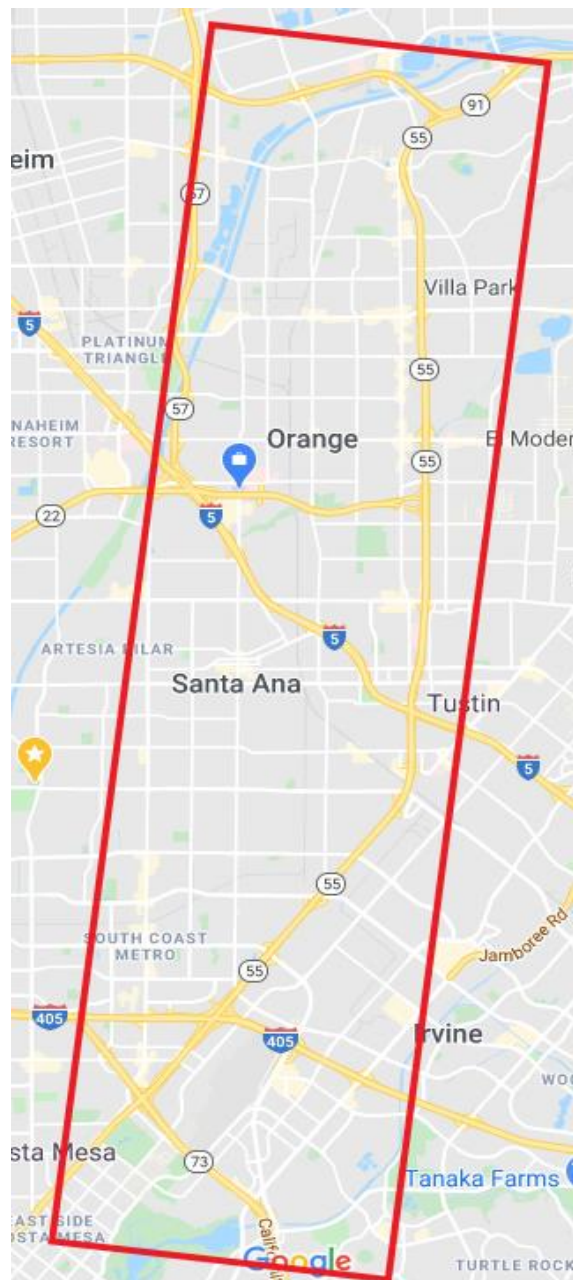 91
55
eim
57
Villa Park
5
PLATINUM
TRIANGLE
55
57
NAHEIM
RESORT
Orange
El Moder
55
22
5
5
ARTESIA PILAR
Santa Ana
Tustin
5
55
Jamboree Rd
SOUTH COAST
METRO
55
405
405
Irvine
WOO
sta Mesa
73
Tanaka Farms
EAST SIDE
OSTA MESA
Google
TURTLE ROCK